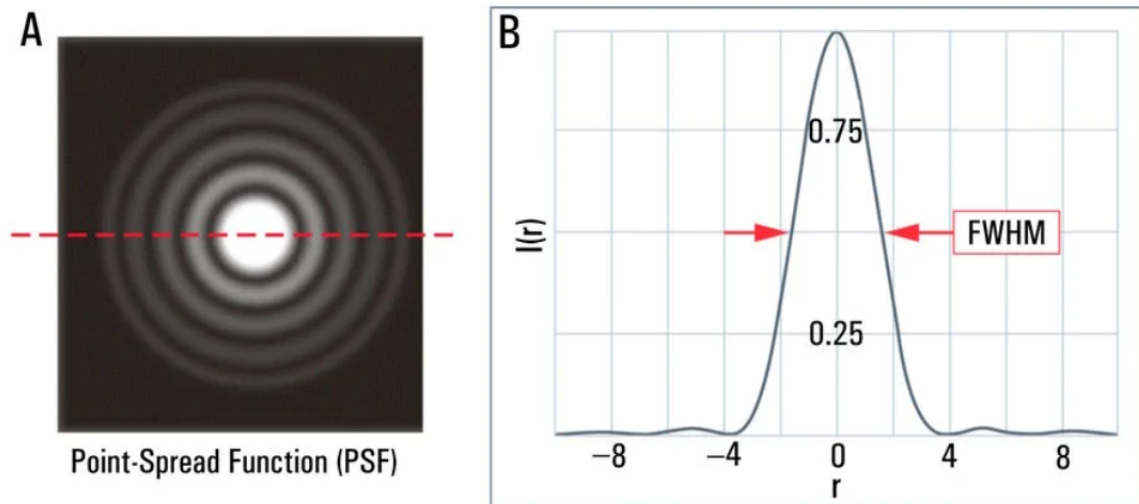 A
Point-Spread Function (PSF)
B
0.75
FWHM
I(r)
0.25
−8 −4 0 4 8
r